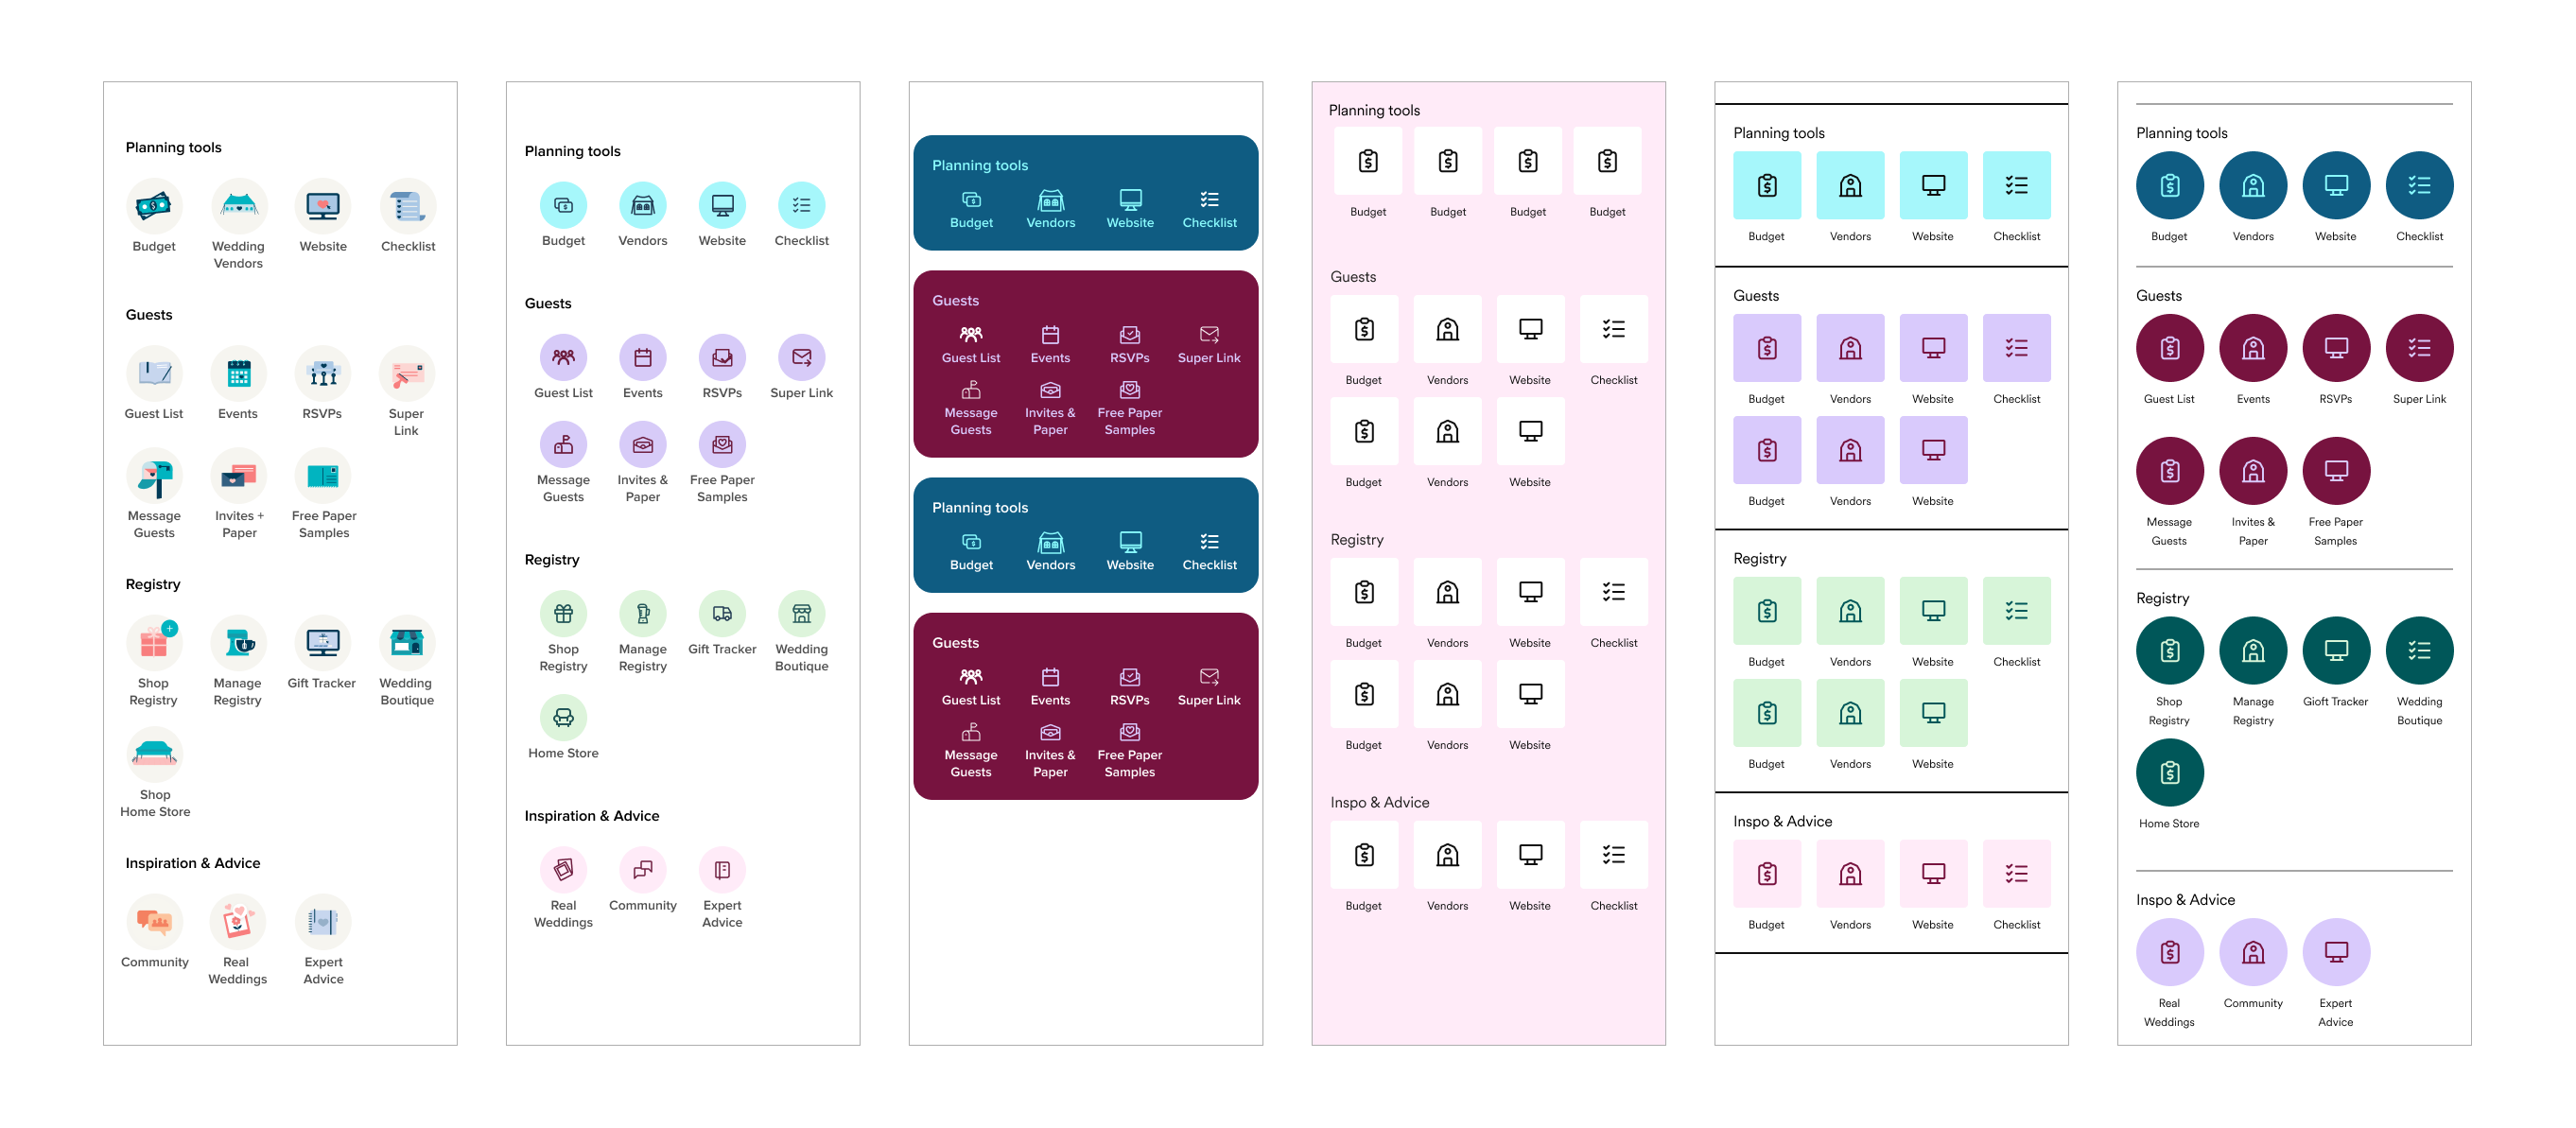 Planning tools
Budget
Wedding
Vendors
Website
Checklist
Guests
Guest List
Events
RSVPs
Super
Link
Message
Guests
Invites +
Paper
Free Paper
Samples
Registry
Shop
Registry
Manage
Registry
Gift Tracker
Wedding
Boutique
Shop
Home Store
Inspiration & Advice
Community
Real
Weddings
Expert
Advice
Planning tools
Budget
Vendors
Website
Checklist
Guests
Guest List
Events
RSVPs
Super Link
Message
Guests
Invites &
Paper
Free Paper
Samples
Registry
Shop
Registry
Manage
Registry
Gift Tracker
Wedding
Boutique
Home Store
Inspiration & Advice
Real
Weddings
Community
Expert
Advice
Planning tools
Budget
Vendors
Website
Checklist
Guests
Guest List
Events
RSVPs
Super Link
Message
Guests
Invites &
Paper
Free Paper
Samples
Planning tools
Budget
Vendors
Website
Checklist
Guests
Guest List
Events
RSVPs
Super Link
Message
Guests
Invites &
Paper
Free Paper
Samples
Planning tools
Budget
Budget
Budget
Budget
Guests
Budget
Vendors
Website
Checklist
Budget
Vendors
Website
Registry
Budget
Vendors
Website
Checklist
Budget
Vendors
Website
Inspo & Advice
Budget
Vendors
Website
Checklist
Planning tools
Budget
Vendors
Website
Checklist
Guests
Budget
Vendors
Website
Checklist
Budget
Vendors
Website
Registry
Budget
Vendors
Website
Checklist
Budget
Vendors
Website
Inspo & Advice
Budget
Vendors
Website
Checklist
Planning tools
Budget
Vendors
Website
Checklist
Guests
Guest List
Events
RSVPs
Super Link
Message
Guests
Invites &
Paper
Free Paper
Samples
Registry
Shop
Registry
Manage
Registry
Gioft Tracker
Wedding
Boutique
Home Store
Inspo & Advice
Real
Weddings
Community
Expert
Advice